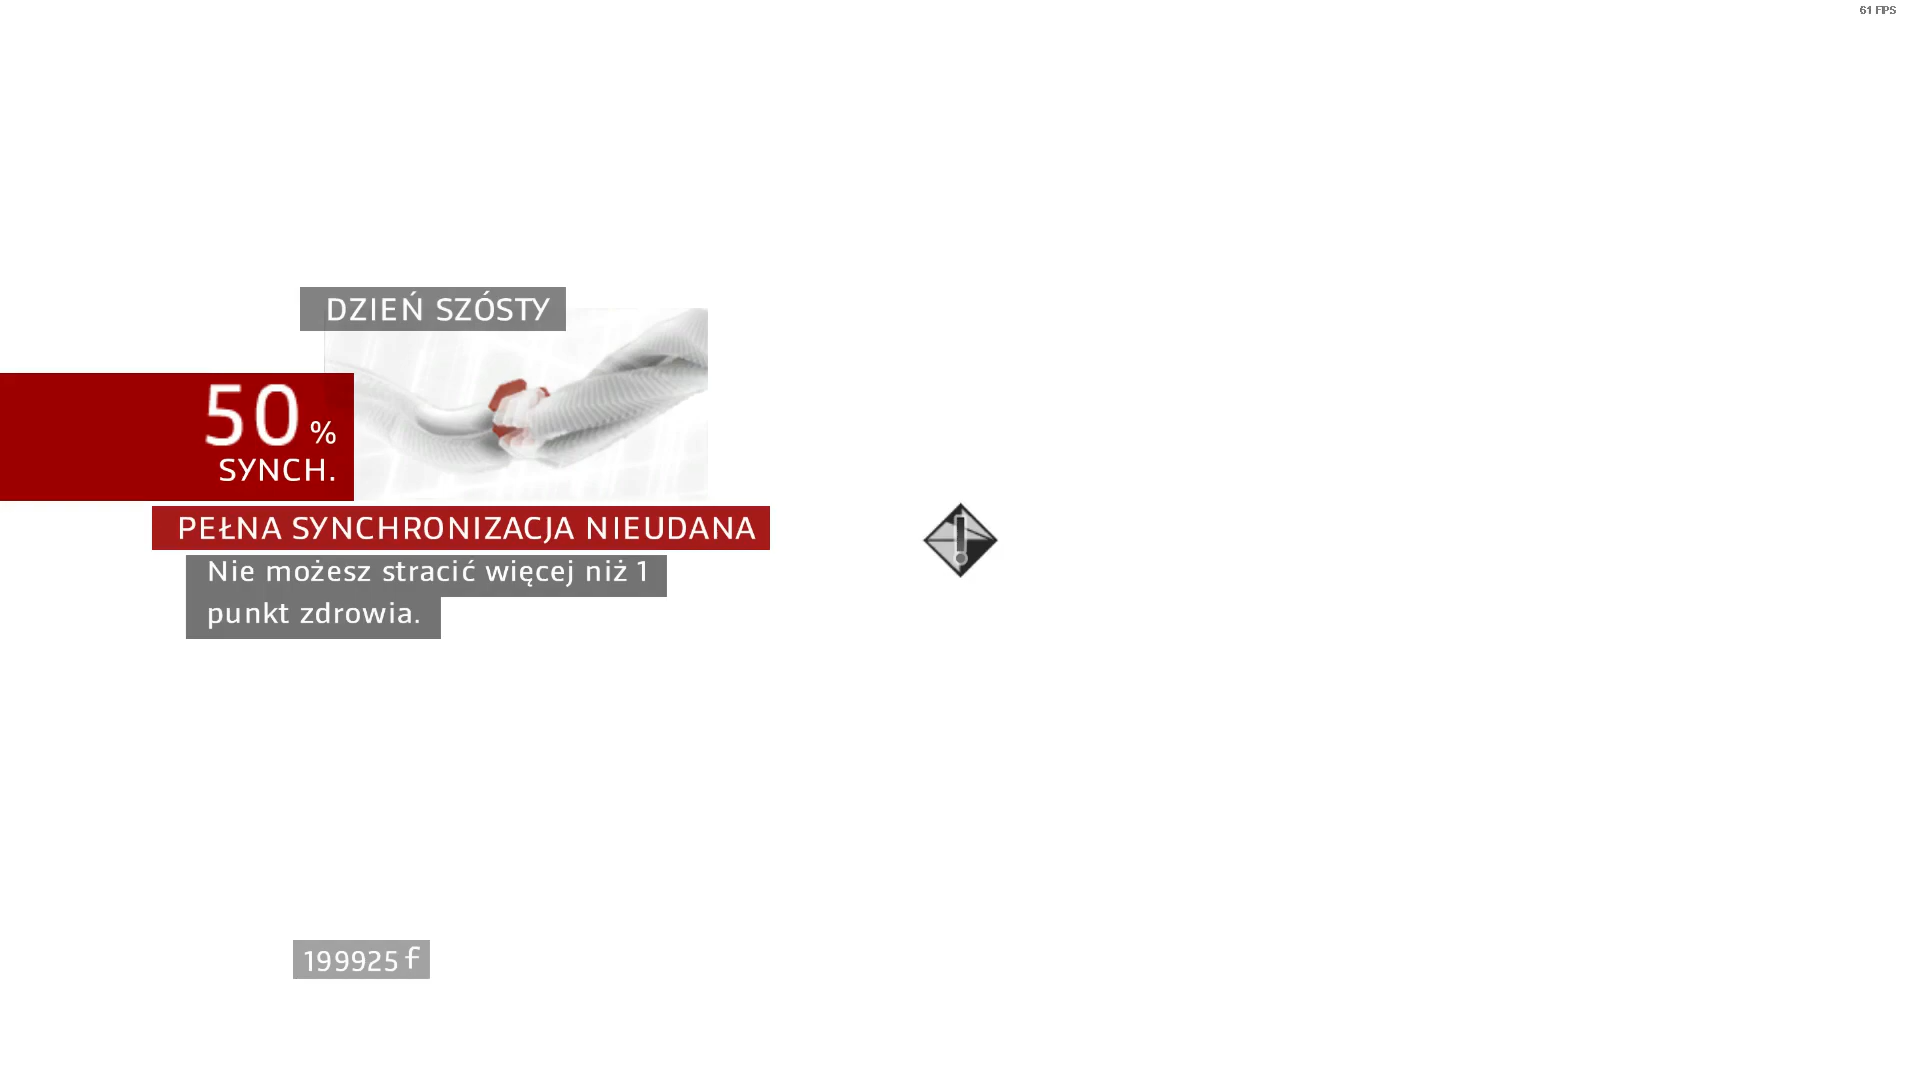 61 FPS
DZIEŃ SZÓSTY
50 %
SYNCH.
PEŁNA SYNCHRONIZACJA NIEUDANA
Nie możesz stracić więcej niż 1
punkt zdrowia.
199925 f